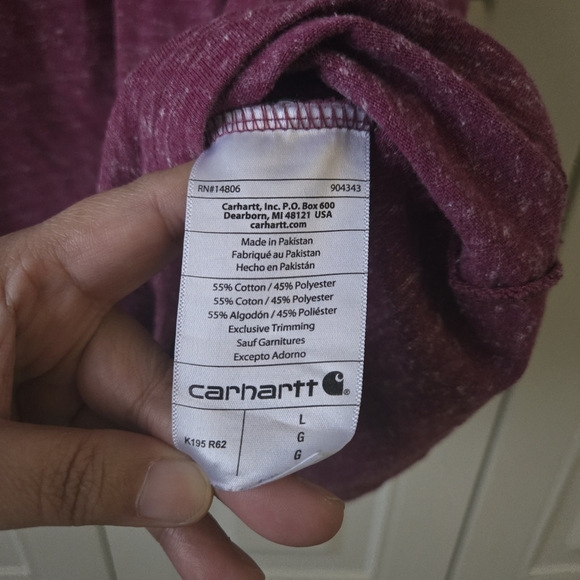 RN#14806 904343
Carhartt, Inc. P.O. Box 600
Dearborn, MI 48121 USA
carhartt.com
Made in Pakistan
Fabriqué au Pakistan
Hecho en Pakistán
55% Cotton / 45% Polyester
55% Coton / 45% Polyester
55% Algodón / 45% Poliéster
Exclusive Trimming
Sauf Garnitures
Excepto Adorno
carhartt ®
K195 R62
L
G
G